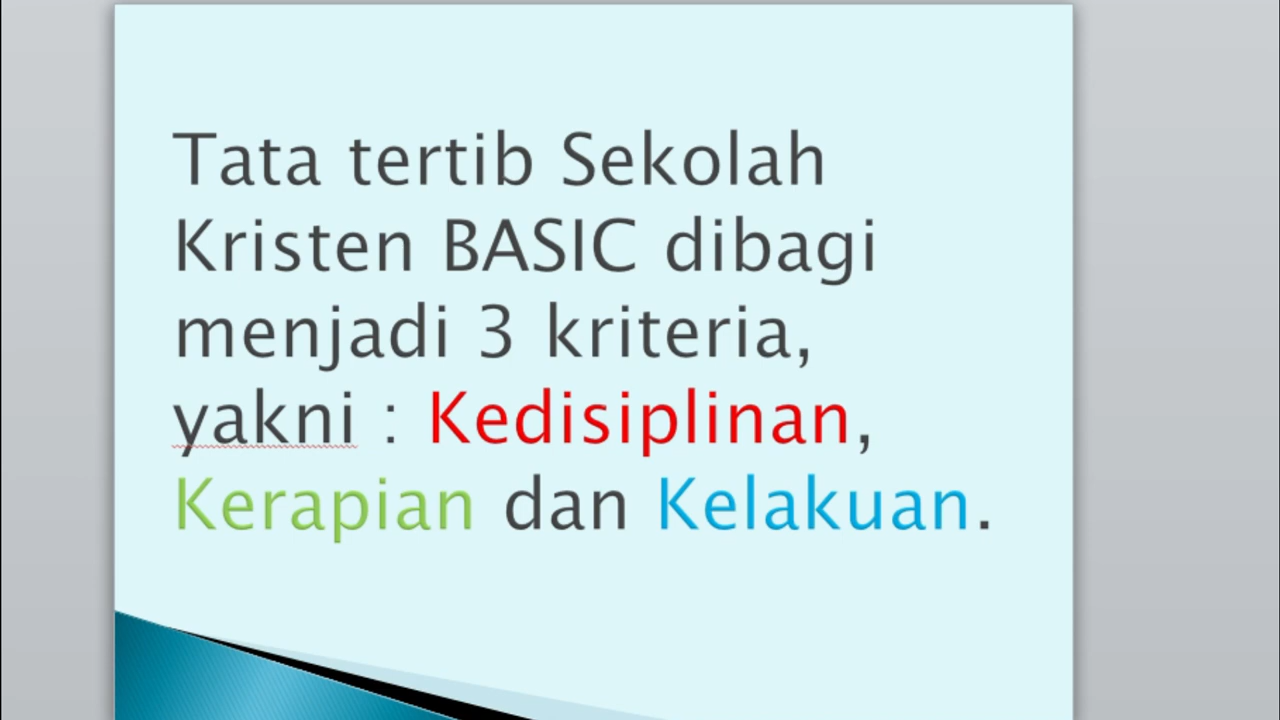 Tata tertib Sekolah
Kristen BASIC dibagi
menjadi 3 kriteria,
yakni : Kedisiplinan,
Kerapian dan Kelakuan.